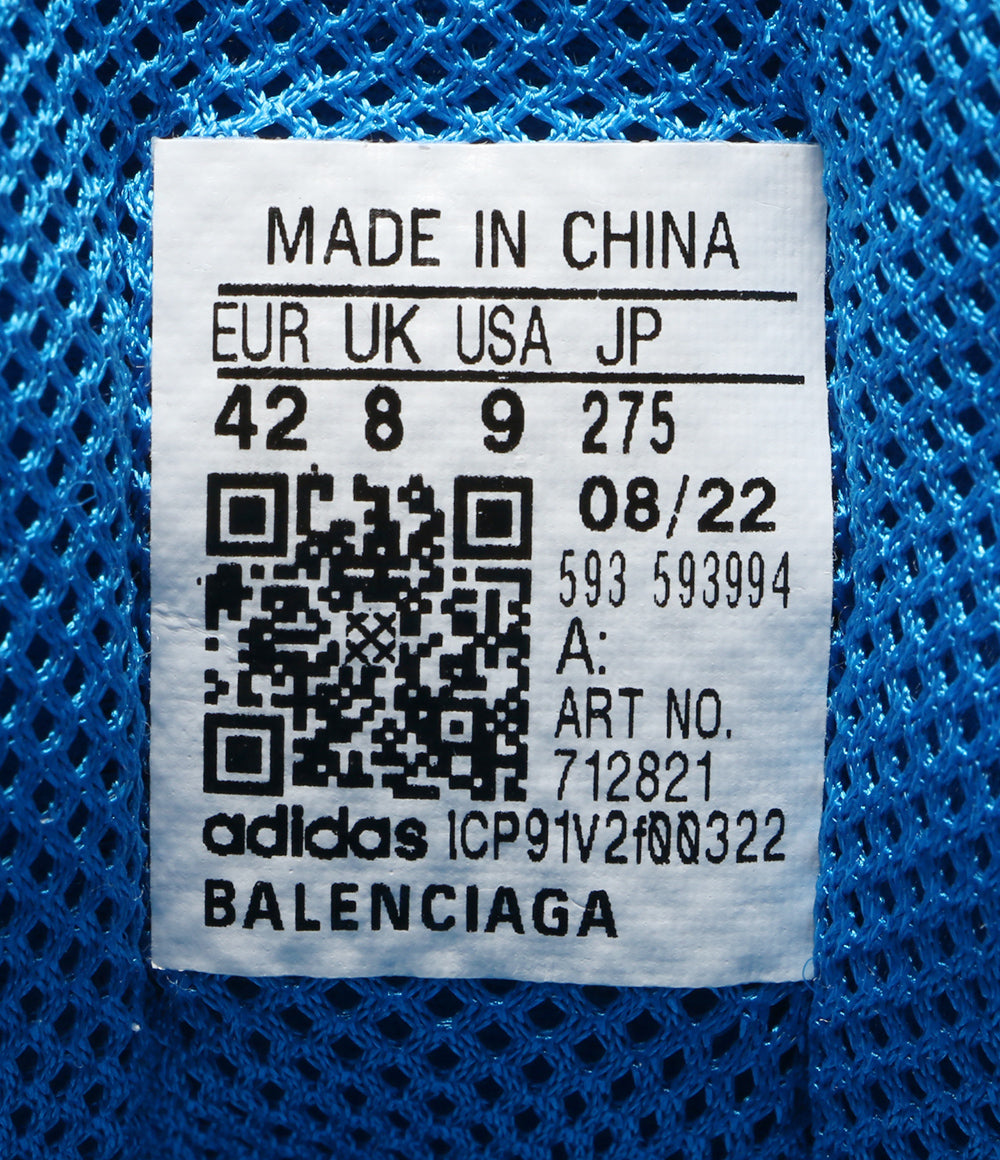 MADE IN CHINA
EUR UK USA JP
42 8 9 275
08/22
593 593994
A:
ART NO.
712821
adidas ICP91V2f00322
BALENCIAGA